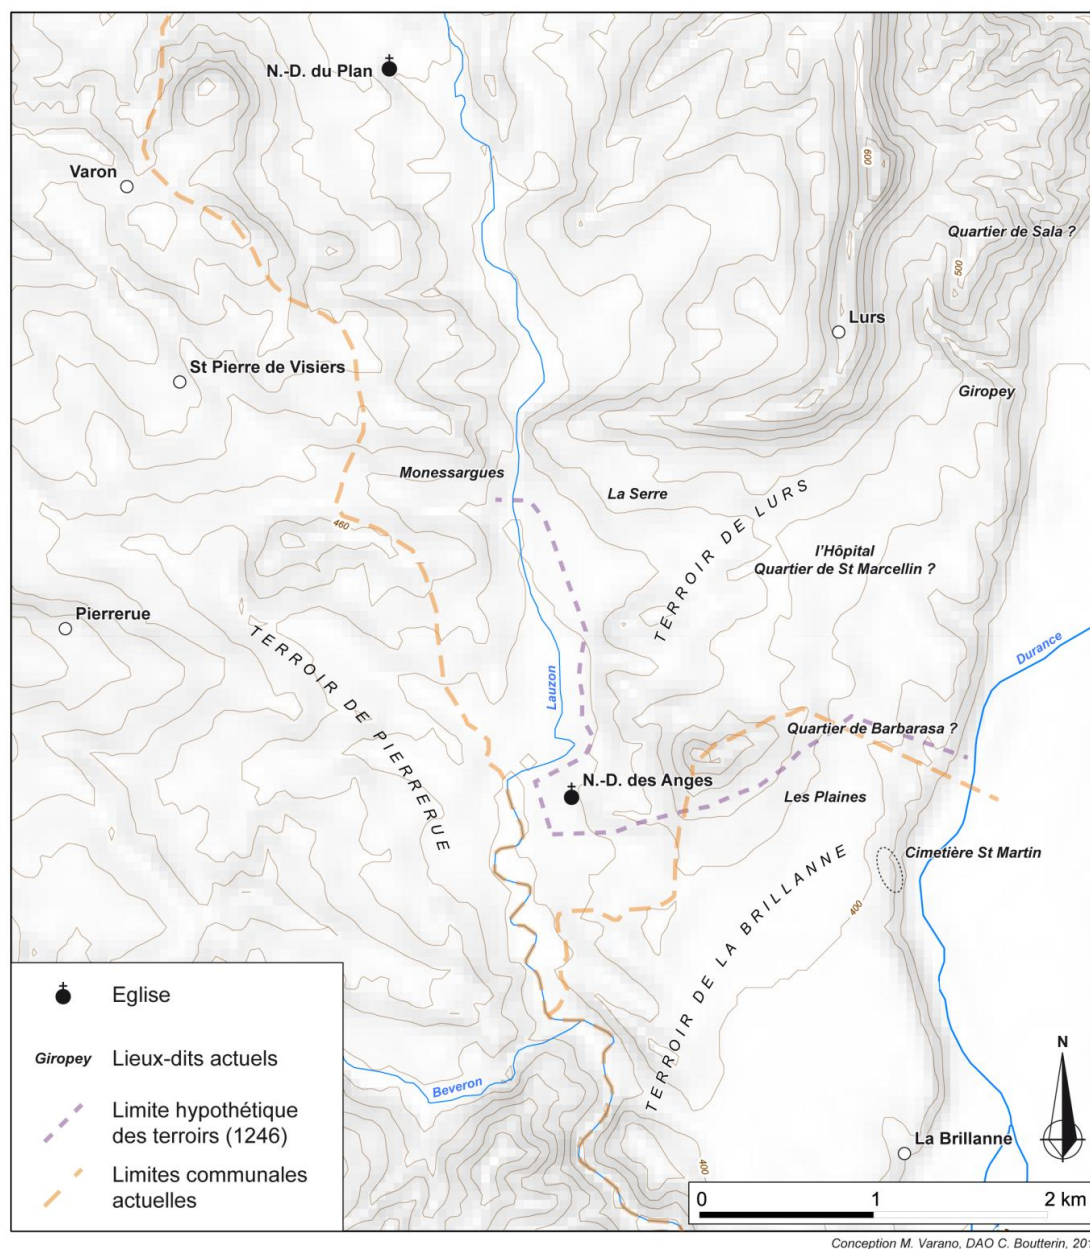 N.-D. du Plan
Varon
600
Quartier de Sala ?
500
Lurs
St Pierre de Visiers
Giropey
Monessargues
La Serre
460
TERROIR DE LURS
l'Hôpital
Quartier de St Marcellin ?
Pierrerue
TERROIR DE PIERRERUE
Durance
Lauzon
Quartier de Barbarasa ?
N.-D. des Anges
Les Plaines
Cimetière St Martin
400
TERROIR DE LA BRILLANNE
Eglise
Giropey
Lieux-dits actuels
Limite hypothétique
des terroirs (1246)
Limites communales
actuelles
Beveron
N
La Brillanne
400
0 1 2 km
Conception M. Varano, DAO C. Boutterin,